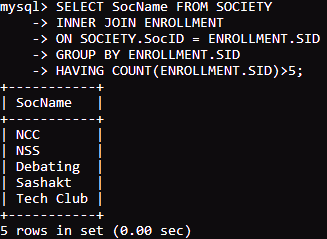 mysql> SELECT SocName FROM SOCIETY
    -> INNER JOIN ENROLLMENT
    -> ON SOCIETY.SocID = ENROLLMENT.SID
    -> GROUP BY ENROLLMENT.SID
    -> HAVING COUNT(ENROLLMENT.SID)>5;
+-----------+
| SocName   |
+-----------+
| NCC       |
| NSS       |
| Debating  |
| Sashakt   |
| Tech Club |
+-----------+
5 rows in set (0.00 sec)